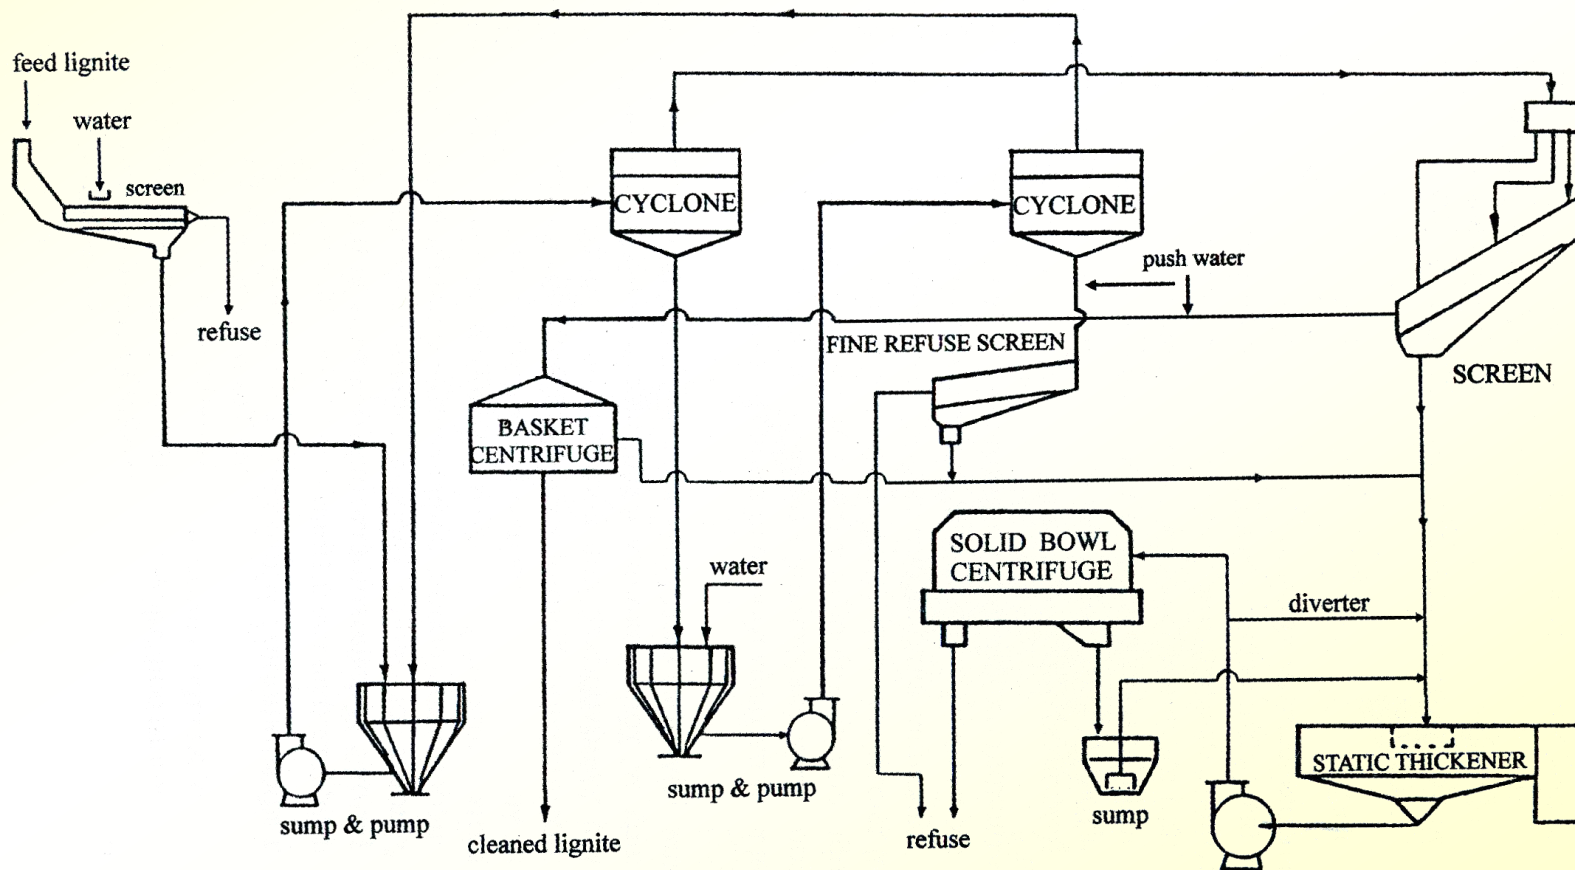 feed lignite
water
screen
refuse
CYCLONE
CYCLONE
push water
FINE REFUSE SCREEN
SCREEN
BASKET
CENTRIFUGE
SOLID BOWL
CENTRIFUGE
water
diverter
STATIC THICKENER
sump & pump
sump & pump
sump
refuse
cleaned lignite